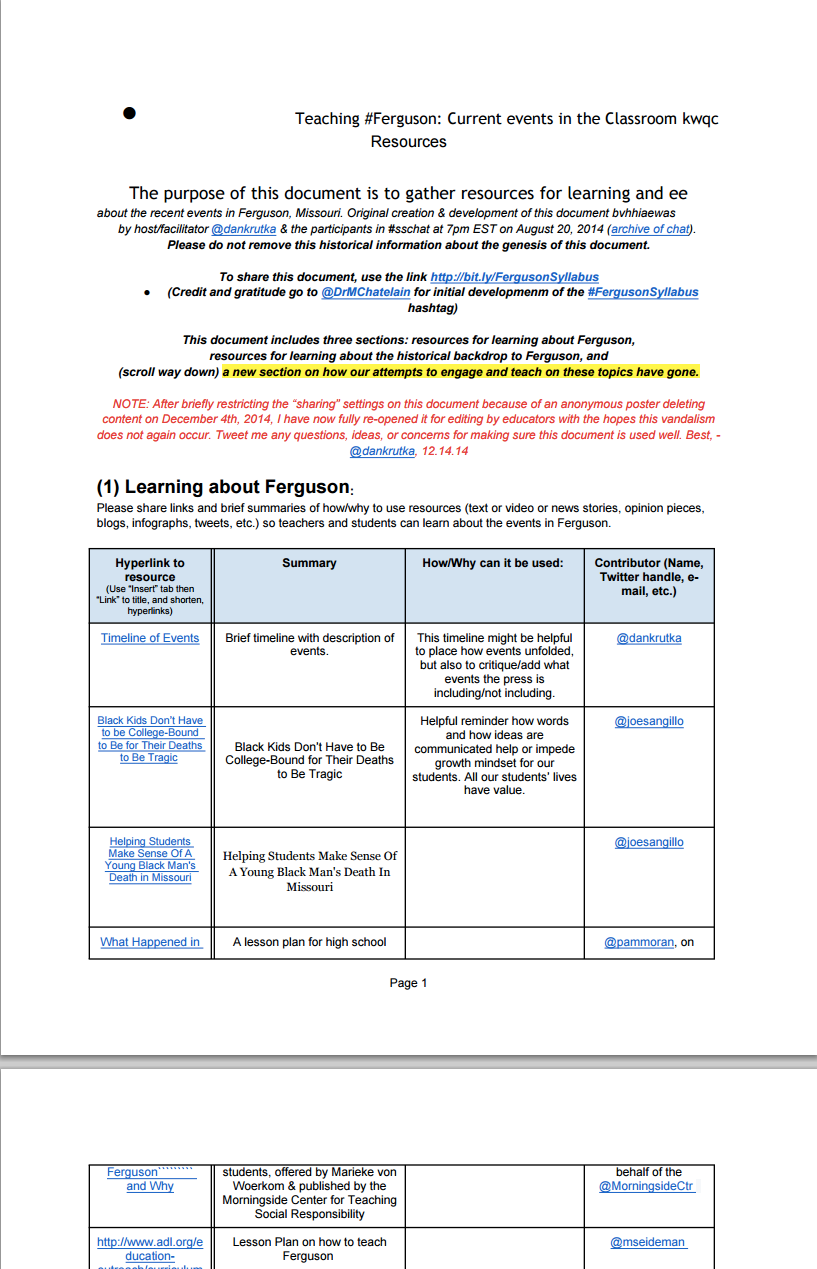 ● Teaching #Ferguson: Current events in the Classroom kwqc
Resources
The purpose of this document is to gather resources for learning and ee
about the recent events in Ferguson, Missouri. Original creation & development of this document bvhhiaewas
by host/facilitator @dankrutka & the participants in #sschat at 7pm EST on August 20, 2014 (archive of chat).
Please do not remove this historical information about the genesis of this document.
To share this document, use the link http://bit.ly/FergusonSyllabus
● (Credit and gratitude go to @DrMChatelain for initial developmenm of the #FergusonSyllabus
hashtag)
This document includes three sections: resources for learning about Ferguson,
resources for learning about the historical backdrop to Ferguson, and
(scroll way down) a new section on how our attempts to engage and teach on these topics have gone.
NOTE: After briefly restricting the “sharing” settings on this document because of an anonymous poster deleting
content on December 4th, 2014, I have now fully re-opened it for editing by educators with the hopes this vandalism
does not again occur. Tweet me any questions, ideas, or concerns for making sure this document is used well. Best, -
@dankrutka, 12.14.14
(1) Learning about Ferguson:
Please share links and brief summaries of how/why to use resources (text or video or news stories, opinion pieces,
blogs, infographs, tweets, etc.) so teachers and students can learn about the events in Ferguson.
Hyperlink to
resource
(Use “Insert” tab then
“Link” to title, and shorten,
hyperlinks)
Summary
How/Why can it be used:
Contributor (Name,
Twitter handle, e-
mail, etc.)
Timeline of Events
Brief timeline with description of
events.
This timeline might be helpful
to place how events unfolded,
but also to critique/add what
events the press is
including/not including.
@dankrutka
Black Kids Don’t Have
to be College-Bound
to Be for Their Deaths
to Be Tragic
Black Kids Don’t Have to Be
College-Bound for Their Deaths
to Be Tragic
Helpful reminder how words
and how ideas are
communicated help or impede
growth mindset for our
students. All our students’ lives
have value.
@joesangillo
Helping Students
Make Sense Of A
Young Black Man's
Death in Missouri
Helping Students Make Sense Of
A Young Black Man's Death In
Missouri
@joesangillo
What Happened in
A lesson plan for high school
@pammoran, on
Page 1
Ferguson`````````
and Why
students, offered by Marieke von
Woerkom & published by the
Morningside Center for Teaching
Social Responsibility
behalf of the
@MorningsideCtr
http://www.adl.org/e
ducation-
outreach/curriculum
Lesson Plan on how to teach
Ferguson
@mseideman